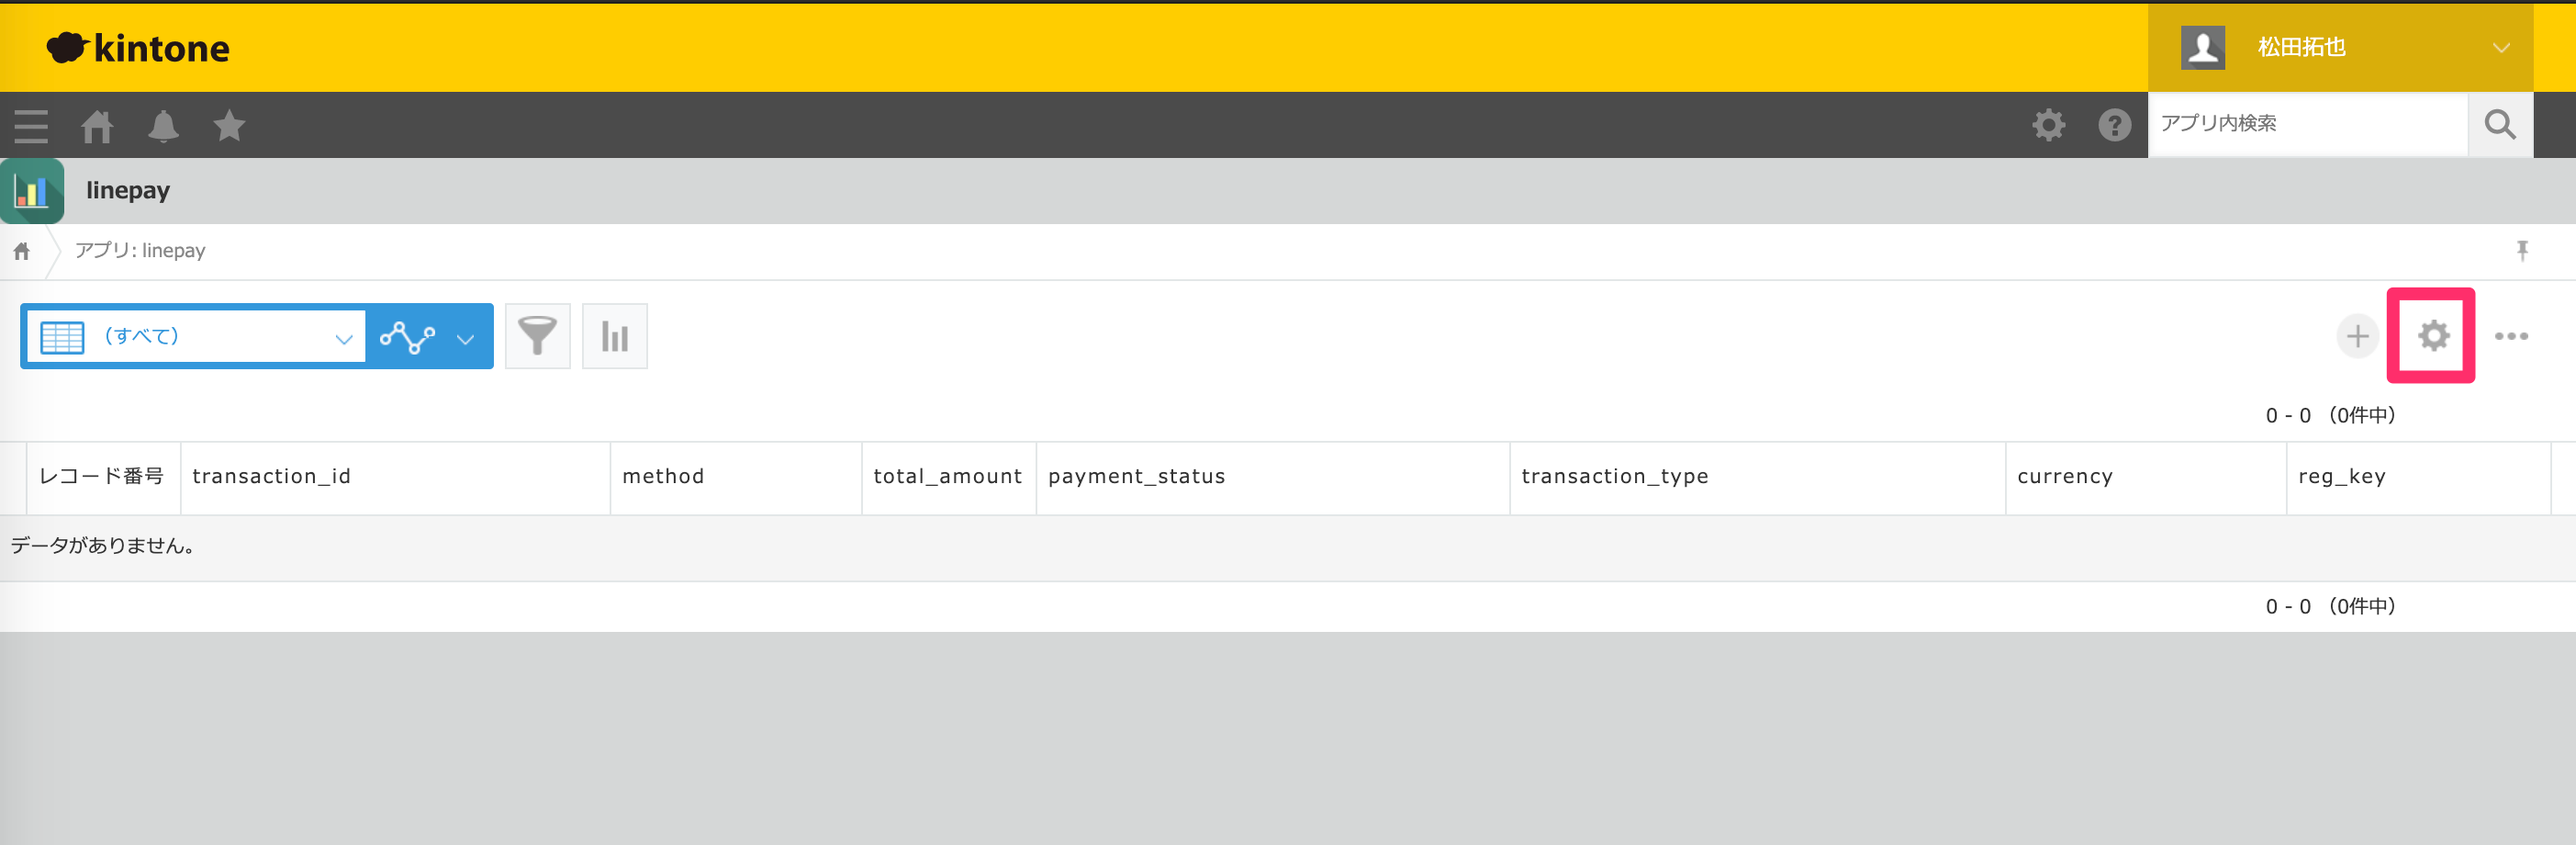 kintone
松田拓也
アプリ内検索
linepay
アプリ: linepay
（すべて）
0 - 0 （0件中）
レコード番号 transaction_id method total_amount payment_status transaction_type currency reg_key
データがありません。
0 - 0 （0件中）